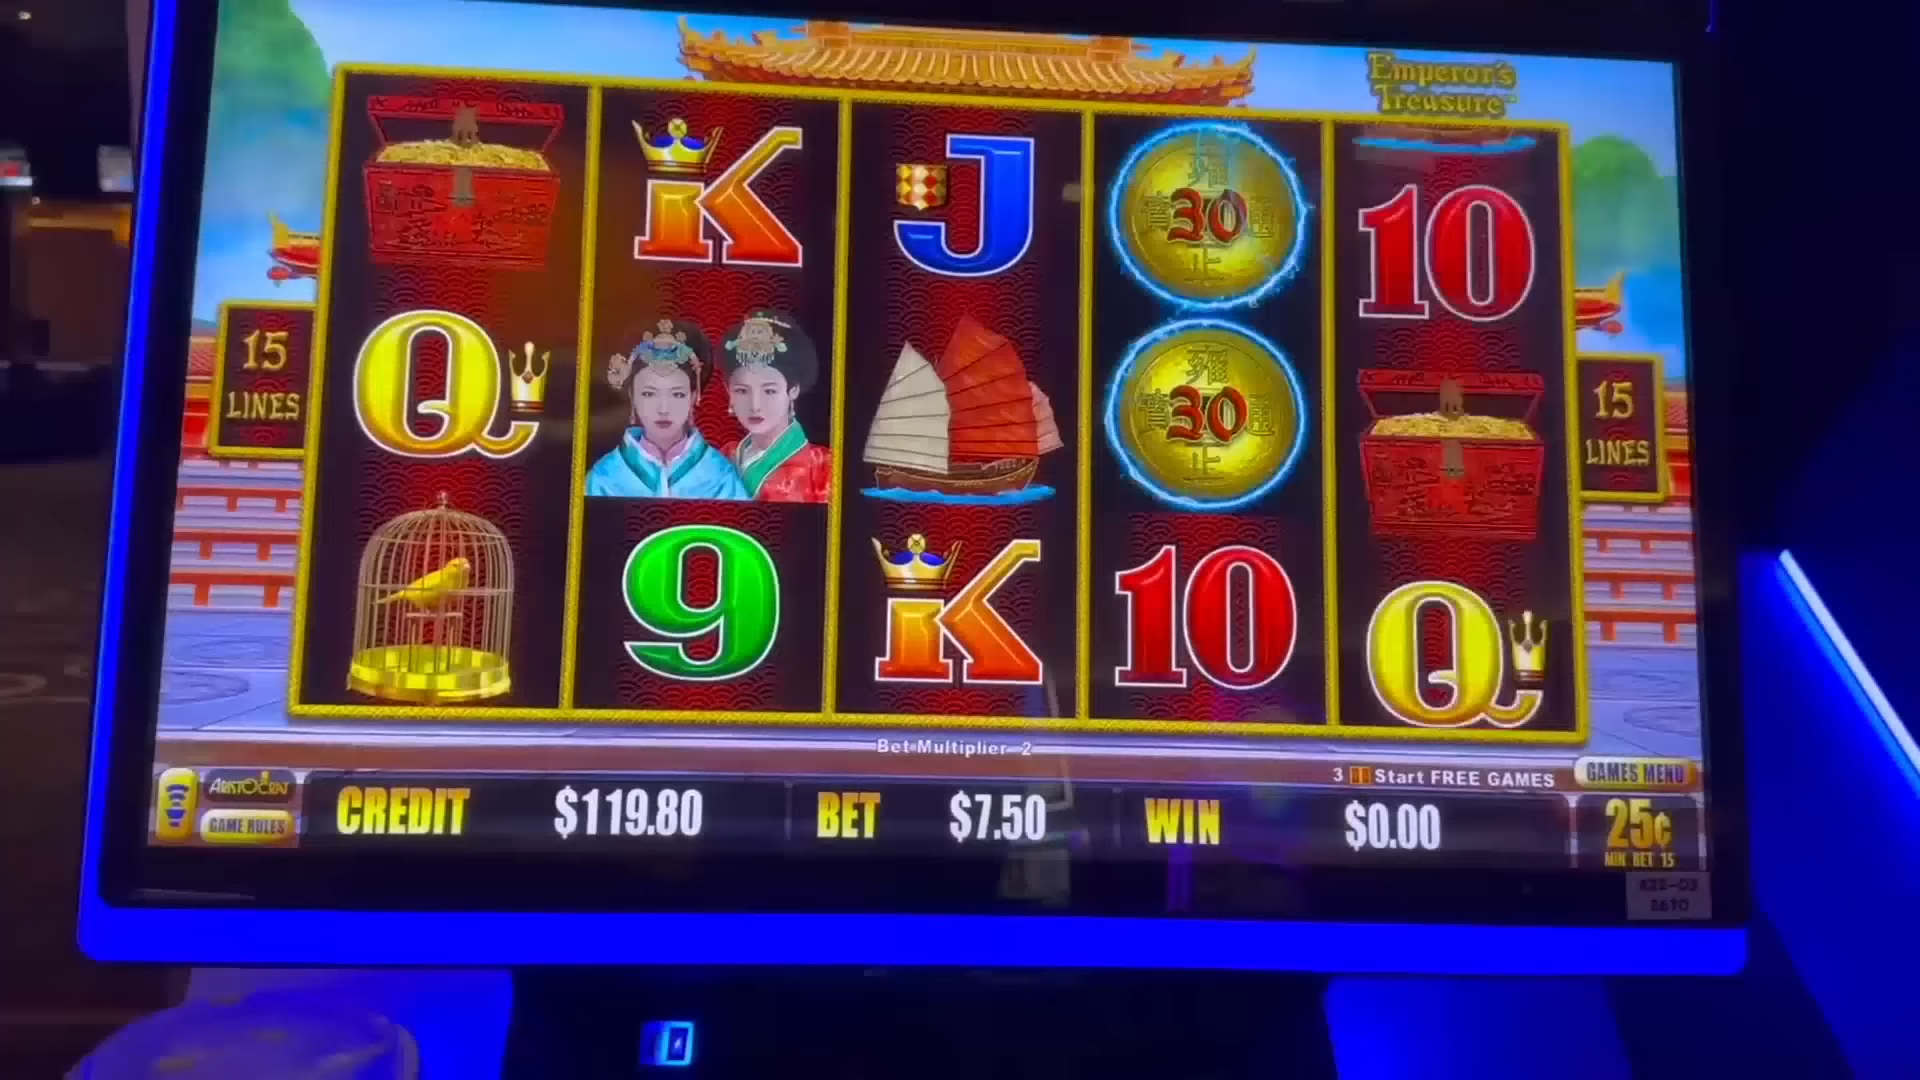 Emperor's
Treasure™
K
J
30
10
15
LINES
Q
30
15
LINES
9
K
10
Q
Bet Multiplier 2
3 Start FREE GAMES
GAMES MENU
ARISTOCRAT
GAME RULES
CREDIT
$119.80
BET
$7.50
WIN
$0.00
25¢
MIN BET 15